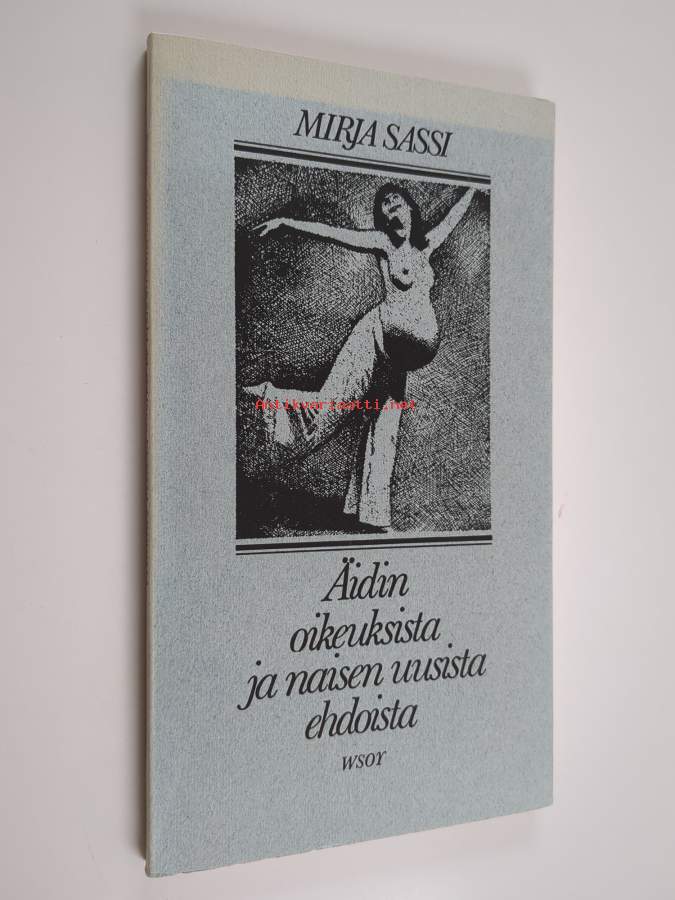 MIRJA SASSI
Antikvariaatti.net
Äidin
oikeuksista
ja naisen uusista
ehdoista
WSOY